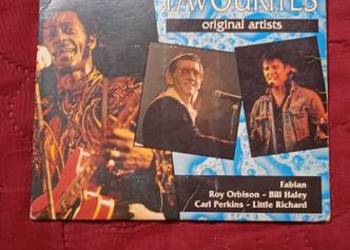 FAVOURITES
original artists
Fabian
Roy Orbison - Bill Haley
Carl Perkins - Little Richard